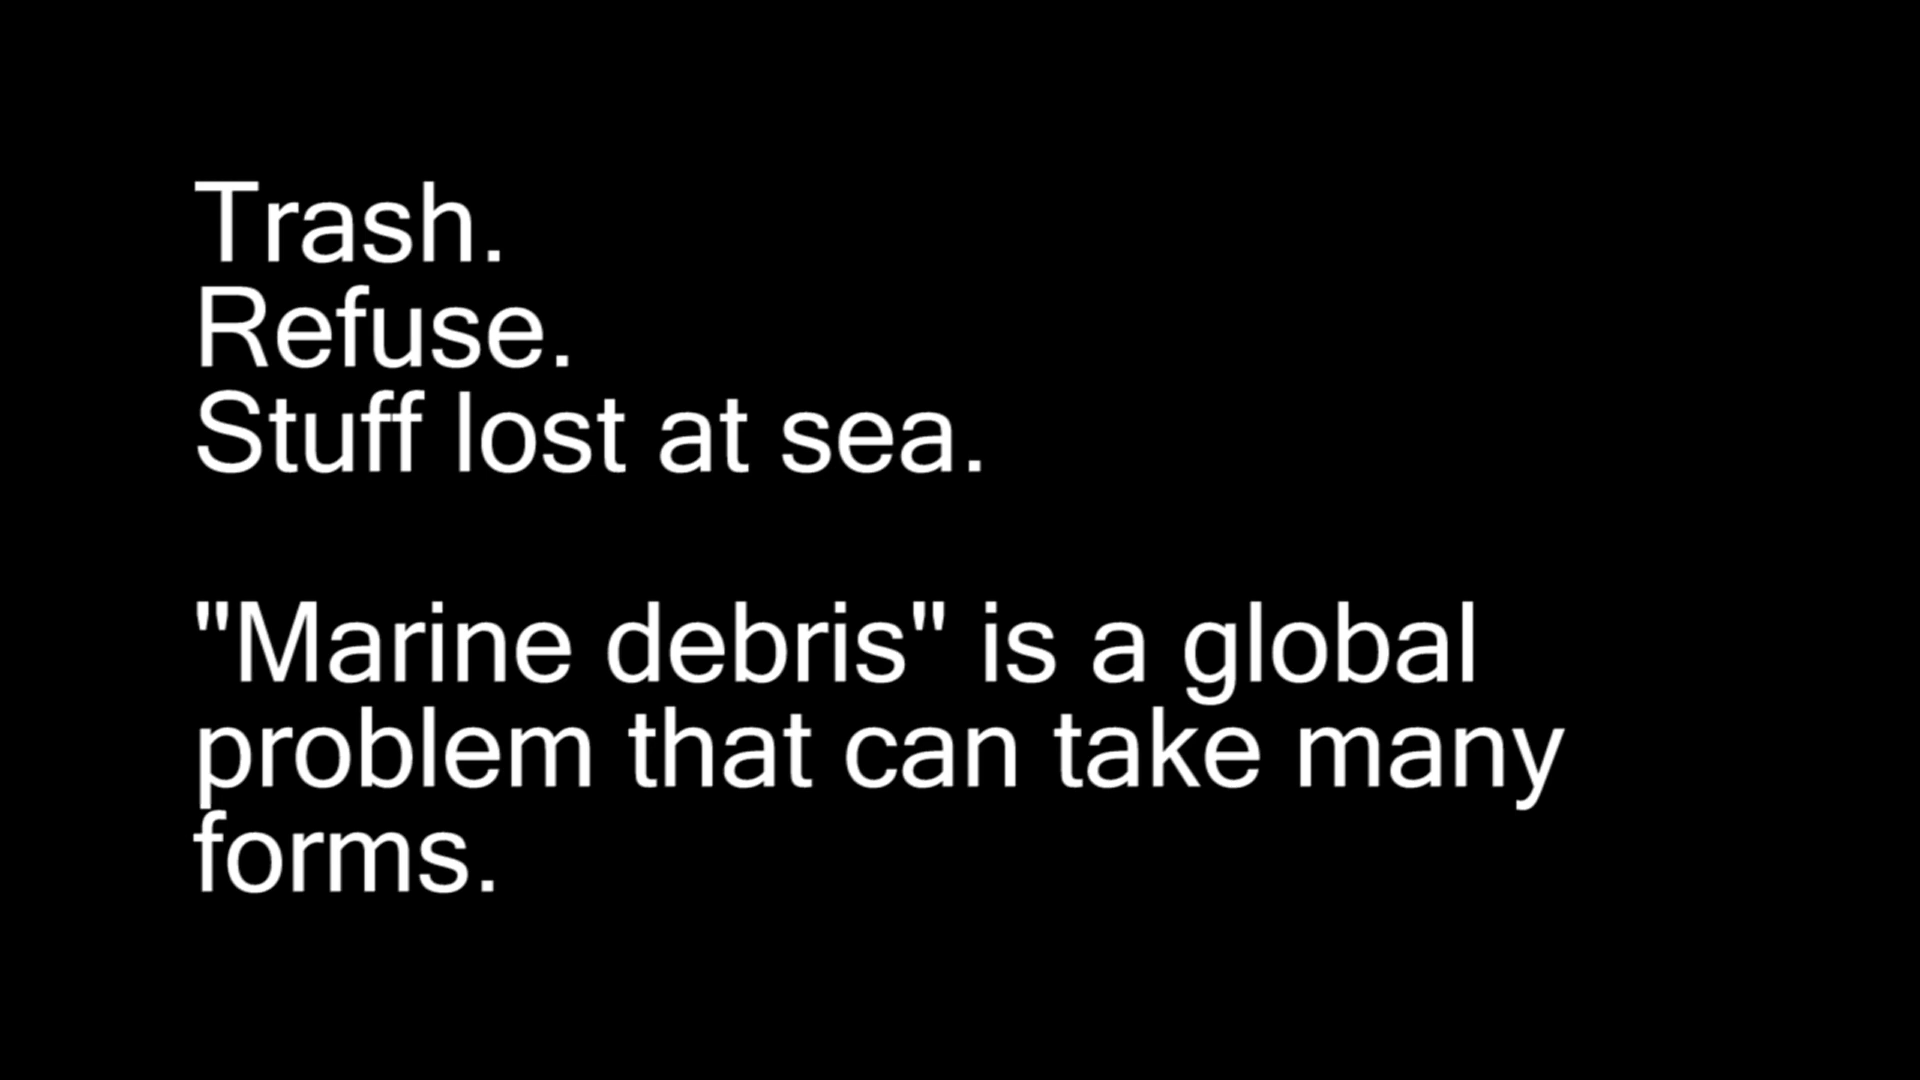 Trash.
Refuse.
Stuff lost at sea.
"Marine debris" is a global
problem that can take many
forms.